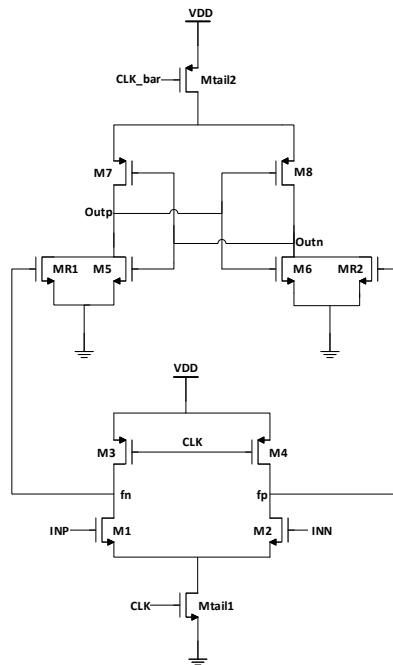 VDD
CLK_bar
Mtail2
M7
M8
Outp
Outn
MR1
M5
M6
MR2
VDD
M3
CLK
M4
fn
fp
INP
M1
M2
INN
CLK
Mtail1